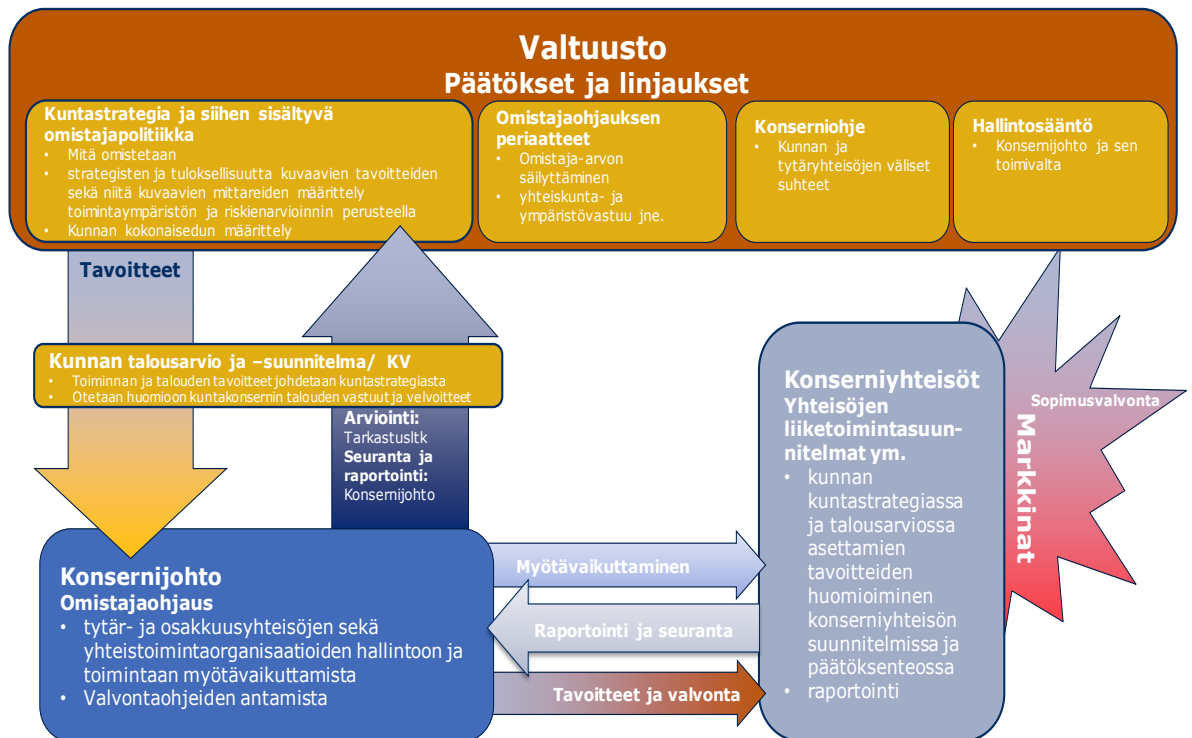 Valtuusto
Päätökset ja linjaukset
Kuntastrategia ja siihen sisältyvä
omistajapolitiikka
• Mitä omistetaan
• strategisten ja tuloksellisuutta kuvaavien tavoitteiden
sekä niitä kuvaavien mittareiden määrittely
toimintaympäristön ja riskienarvioinnin perusteella
• Kunnan kokonaisedun määrittely
Omistajaohjauksen
periaatteet
• Omistaja-arvon
säilyttäminen
• yhteiskunta- ja
ympäristövastuu jne.
Konserniohje
• Kunnan ja
tytäryhteisöjen väliset
suhteet
Hallintosääntö
• Konsernijohto ja sen
toimivalta
Tavoitteet
Kunnan talousarvio ja –suunnitelma/ KV
• Toiminnan ja talouden tavoitteet johdetaan kuntastrategiasta
• Otetaan huomioon kuntakonsernin talouden vastuut ja velvoitteet
Arviointi:
Tarkastusltk
Seuranta ja
raportointi:
Konsernijohto
Konsernijohto
Omistajaohjaus
• tytär- ja osakkuusyhteisöjen sekä
yhteistoimintaorganisaatioiden hallintoon ja
toimintaan myötävaikuttamista
• Valvontaohjeiden antamista
Myötävaikuttaminen
Raportointi ja seuranta
Tavoitteet ja valvonta
Konserniyhteisöt
Yhteisöjen
liiketoimintasuun-
nitelmat ym.
• kunnan
kuntastrategiassa
ja talousarviossa
asettamien
tavoitteiden
huomioiminen
konserniyhteisön
suunnitelmissa ja
päätöksenteossa
• raportointi
Sopimusvalvonta
Markkinat